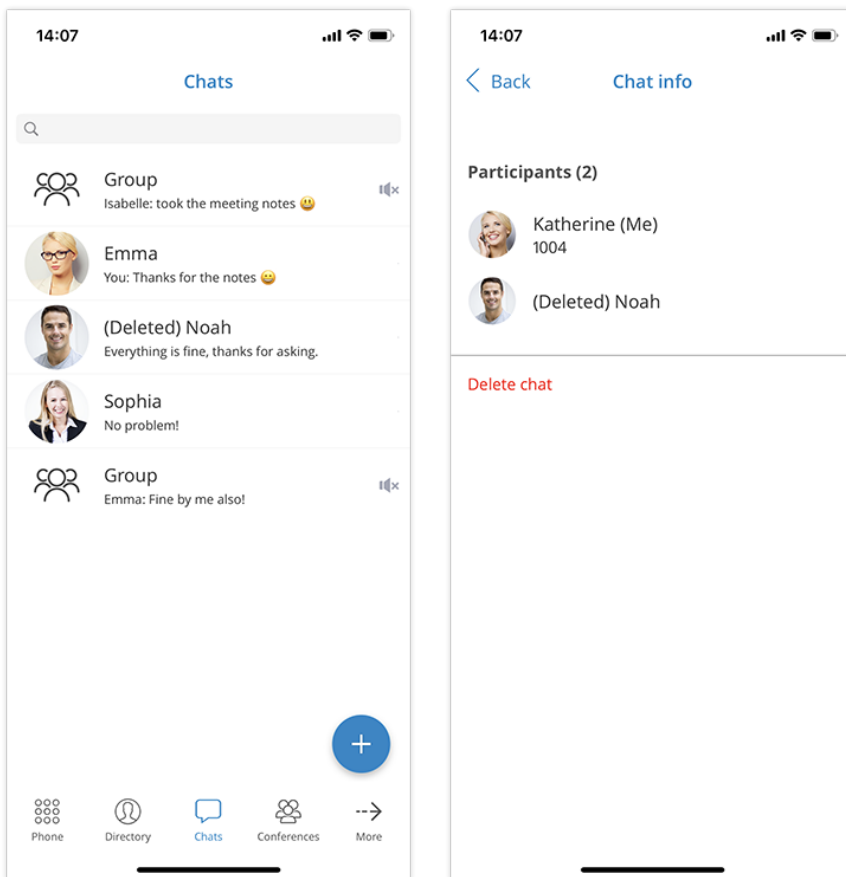 14:07
Chats
Group
Isabelle: took the meeting notes 😃
Emma
You: Thanks for the notes 😀
(Deleted) Noah
Everything is fine, thanks for asking.
Sophia
No problem!
Group
Emma: Fine by me also!
Phone
Directory
Chats
Conferences
More
14:07
Back
Chat info
Participants (2)
Katherine (Me)
1004
(Deleted) Noah
Delete chat